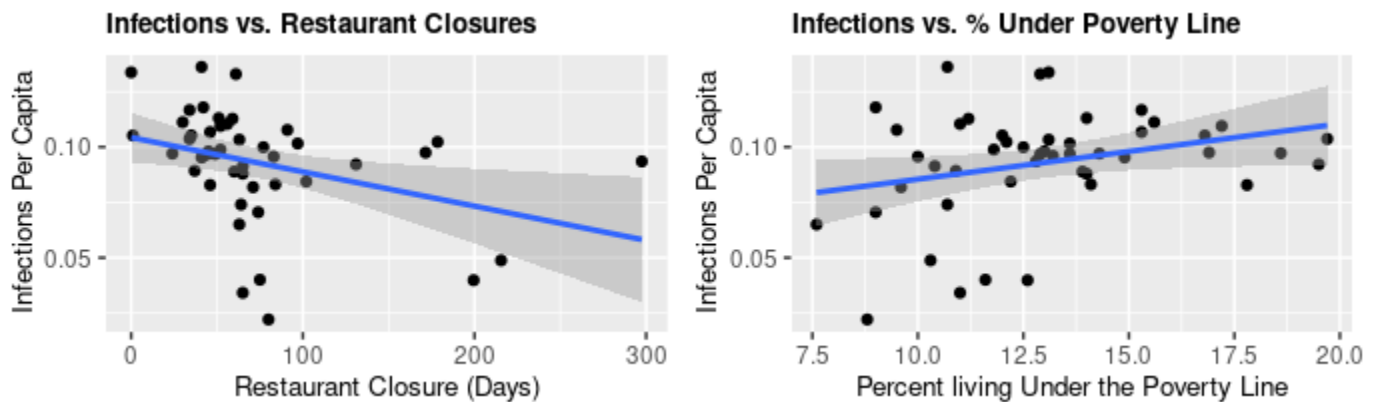 Infections vs. Restaurant Closures
Infections Per Capita
0.10
0.05
0 100 200 300
Restaurant Closure (Days)
Infections vs. % Under Poverty Line
Infections Per Capita
0.10
0.05
7.5 10.0 12.5 15.0 17.5 20.0
Percent living Under the Poverty Line